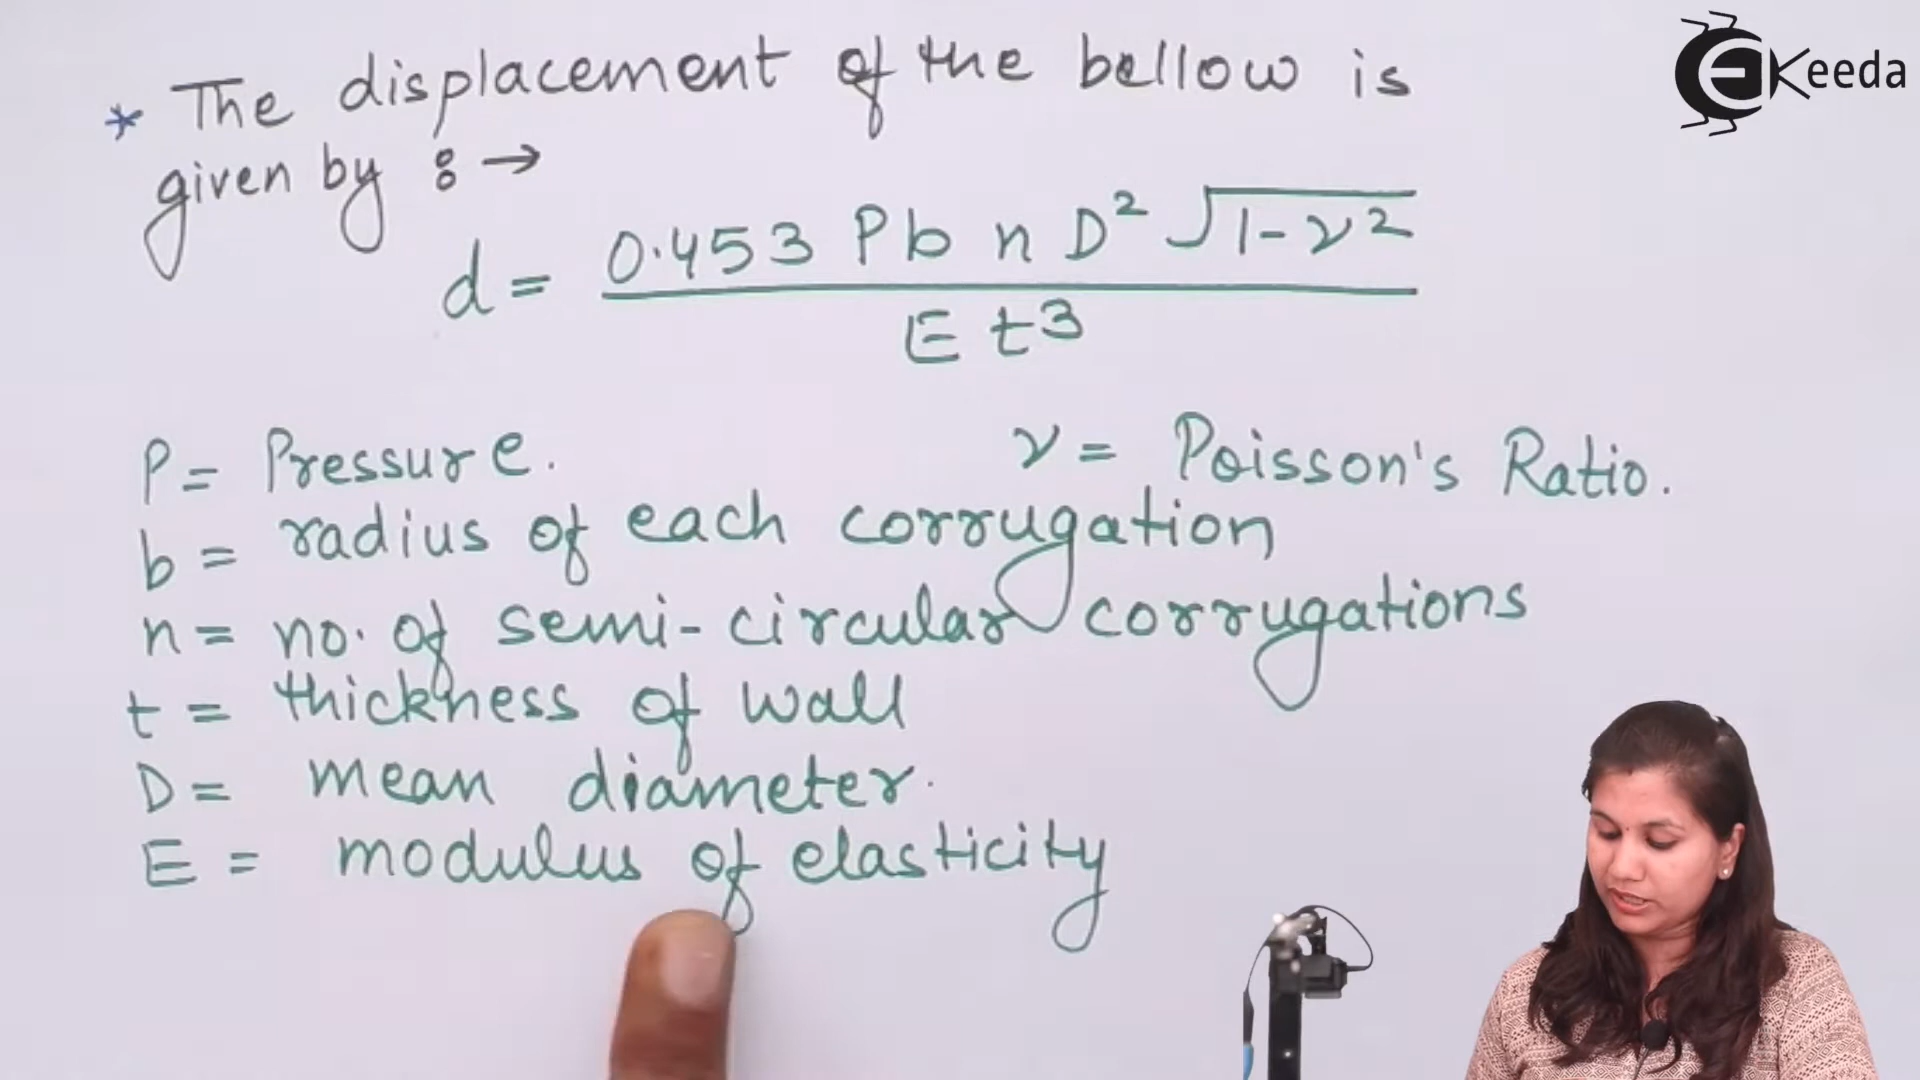 EKeeda
* The displacement of the bellow is
given by : →
d = 0.453 P b n D² √1-ν² / E t³
P = Pressure.
ν = Poisson's Ratio.
b = radius of each corrugation
n = no. of semi-circular corrugations
t = thickness of wall
D = mean diameter.
E = modulus of elasticity